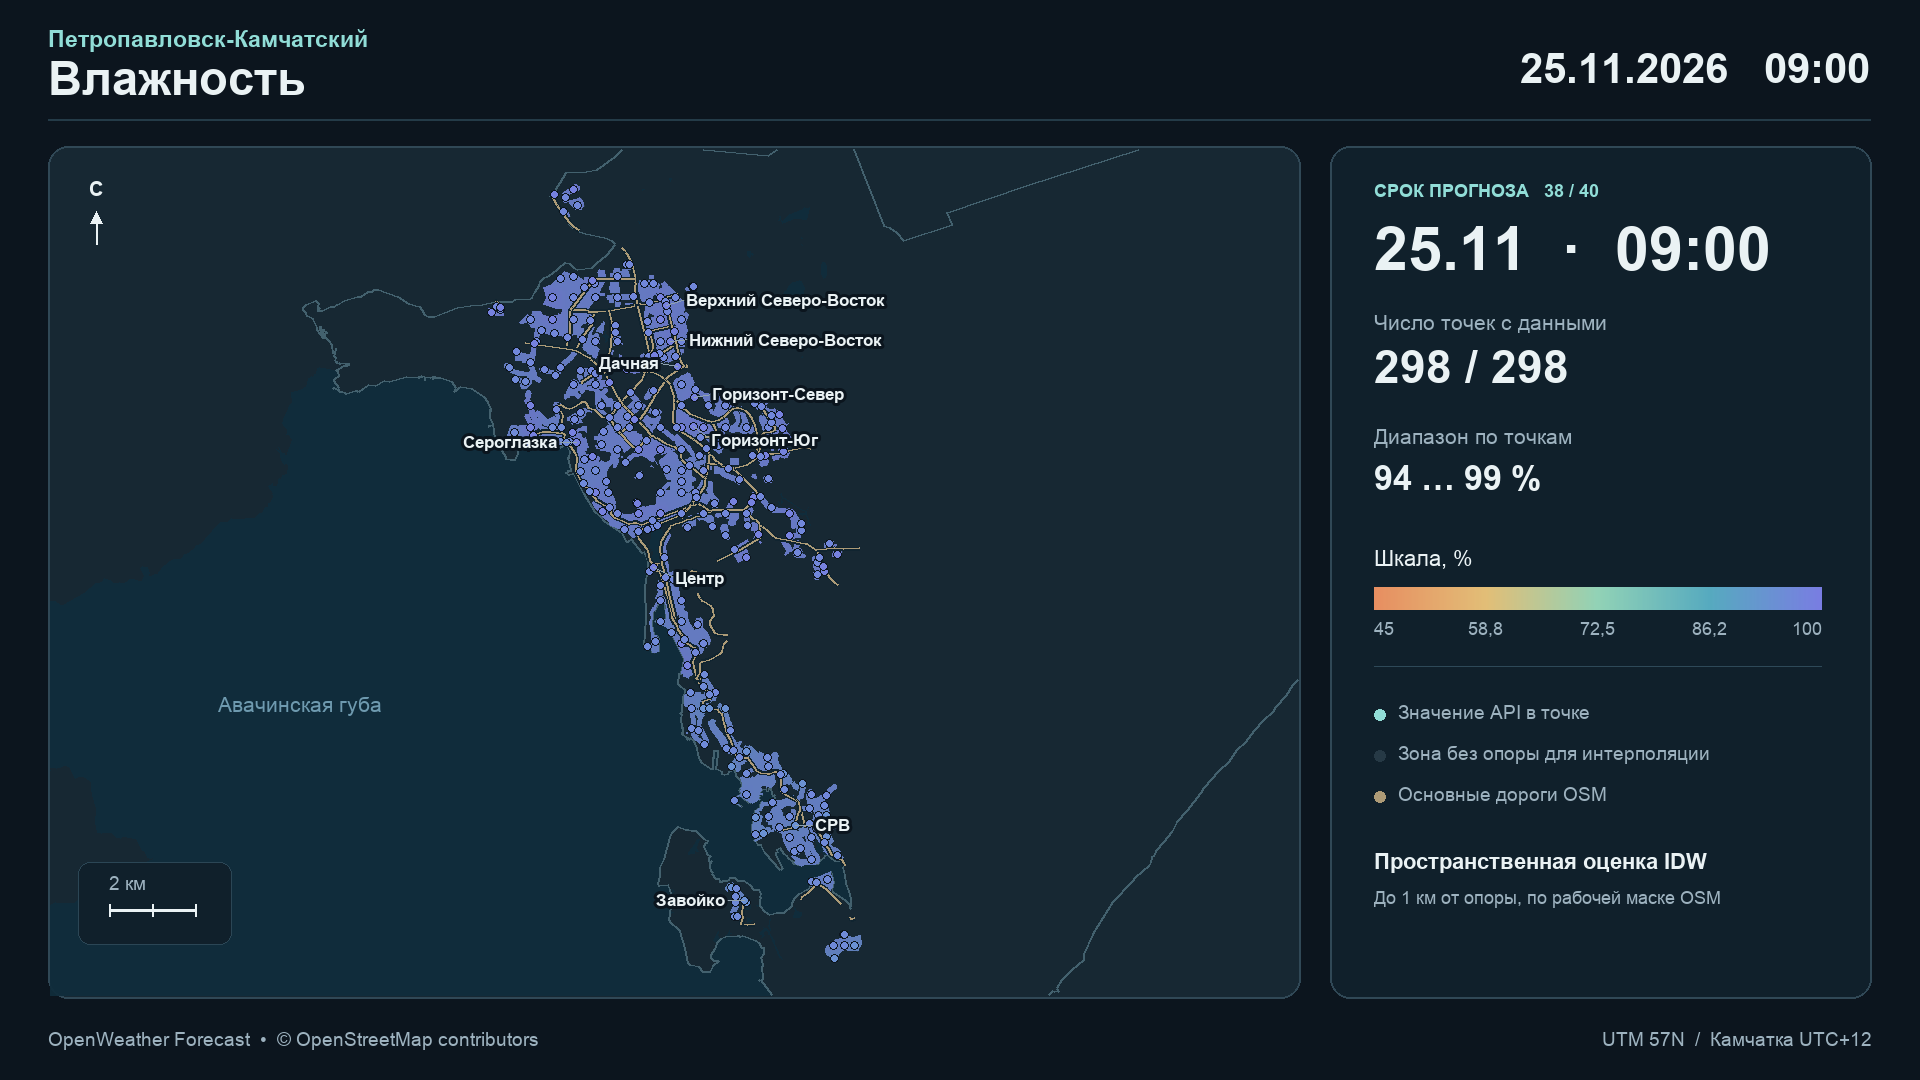 Петропавловск-Камчатский
Влажность
25.11.2026 09:00
С
Верхний Северо-Восток
Нижний Северо-Восток
Дачная
Горизонт-Север
Горизонт-Юг
Сероглазка
Центр
Авачинская губа
СРВ
Завойко
2 км
СРОК ПРОГНОЗА 38 / 40
25.11 · 09:00
Число точек с данными
298 / 298
Диапазон по точкам
94 … 99 %
Шкала, %
45 58,8 72,5 86,2 100
Значение API в точке
Зона без опоры для интерполяции
Основные дороги OSM
Пространственная оценка IDW
До 1 км от опоры, по рабочей маске OSM
OpenWeather Forecast • © OpenStreetMap contributors
UTM 57N / Камчатка UTC+12